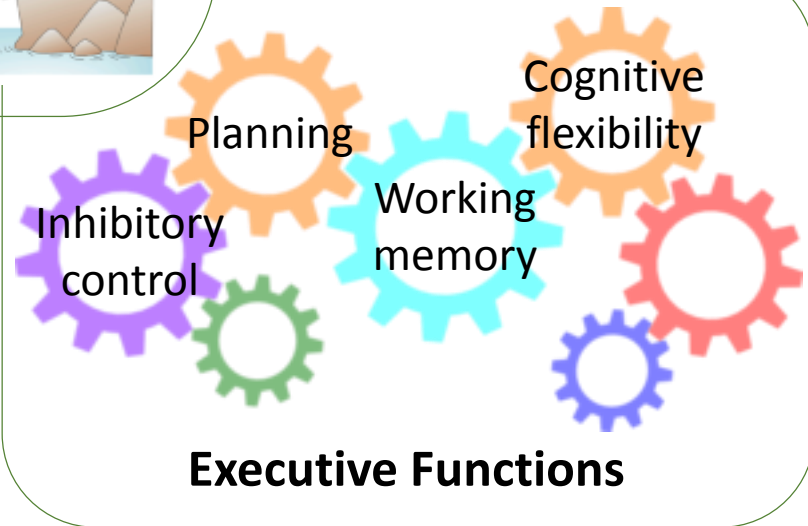 Planning
Cognitive
flexibility
Inhibitory
control
Working
memory
Executive Functions